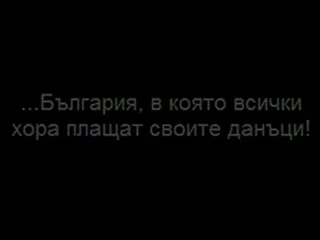 ...България, в която всички
хора плащат своите данъци!